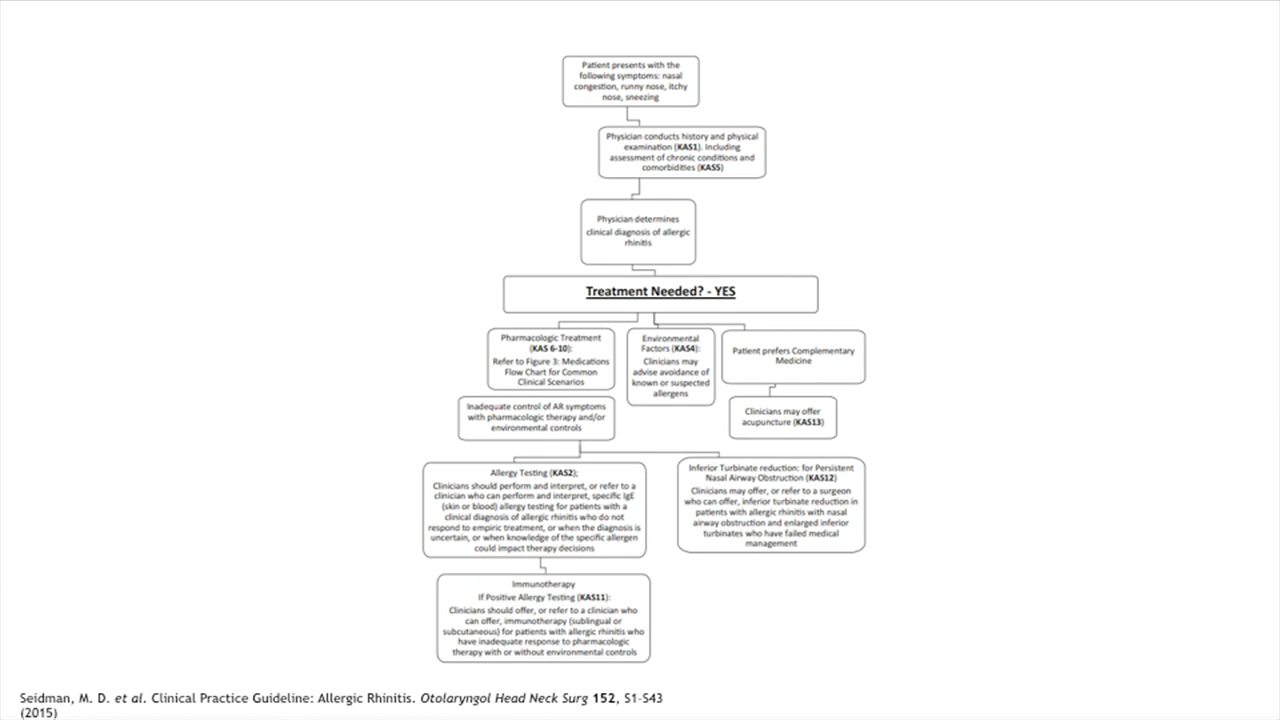 Patient presents with the
following symptoms: nasal
congestion, runny nose, itchy
nose, sneezing
Physician conducts history and physical
examination (KAS1). Including
assessment of chronic conditions and
comorbidities (KAS5)
Physician determines
clinical diagnosis of allergic
rhinitis
Treatment Needed? - YES
Pharmacologic Treatment
(KAS 6-10):
Refer to Figure 3: Medications
Flow Chart for Common
Clinical Scenarios
Environmental
Factors (KAS4):
Clinicians may
advise avoidance of
known or suspected
allergens
Patient prefers Complementary
Medicine
Inadequate control of AR symptoms
with pharmacologic therapy and/or
environmental controls
Clinicians may offer
acupuncture (KAS13)
Allergy Testing (KAS2);
Clinicians should perform and interpret, or refer to a
clinician who can perform and interpret, specific IgE
(skin or blood) allergy testing for patients with a
clinical diagnosis of allergic rhinitis who do not
respond to empiric treatment, or when the diagnosis is
uncertain, or when knowledge of the specific allergen
could impact therapy decisions
Inferior Turbinate reduction: for Persistent
Nasal Airway Obstruction (KAS12)
Clinicians may offer, or refer to a surgeon
who can offer, inferior turbinate reduction in
patients with allergic rhinitis with nasal
airway obstruction and enlarged inferior
turbinates who have failed medical
management
Immunotherapy
If Positive Allergy Testing (KAS11):
Clinicians should offer, or refer to a clinician who
can offer, immunotherapy (sublingual or
subcutaneous) for patients with allergic rhinitis who
have inadequate response to pharmacologic
therapy with or without environmental controls
Seidman, M. D. et al. Clinical Practice Guideline: Allergic Rhinitis. Otolaryngol Head Neck Surg 152, S1–S43
(2015)